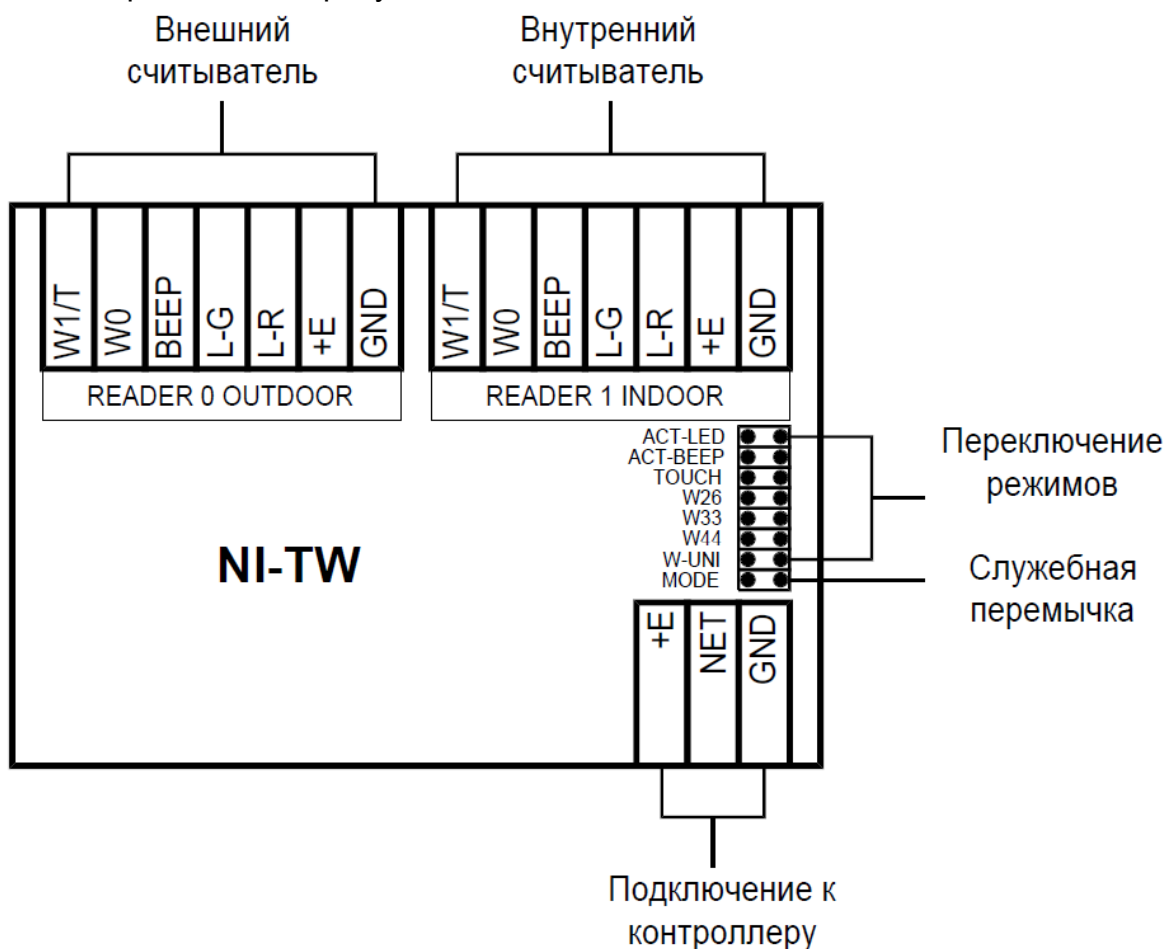 Внешний
считыватель
Внутренний
считыватель
W1/T
W0
BEEP
L-G
L-R
+E
GND
W1/T
W0
BEEP
L-G
L-R
+E
GND
READER 0 OUTDOOR
READER 1 INDOOR
ACT-LED
ACT-BEEP
TOUCH
W26
W33
W44
W-UNI
MODE
Переключение
режимов
Служебная
перемычка
NI-TW
+E
NET
GND
Подключение к
контроллеру